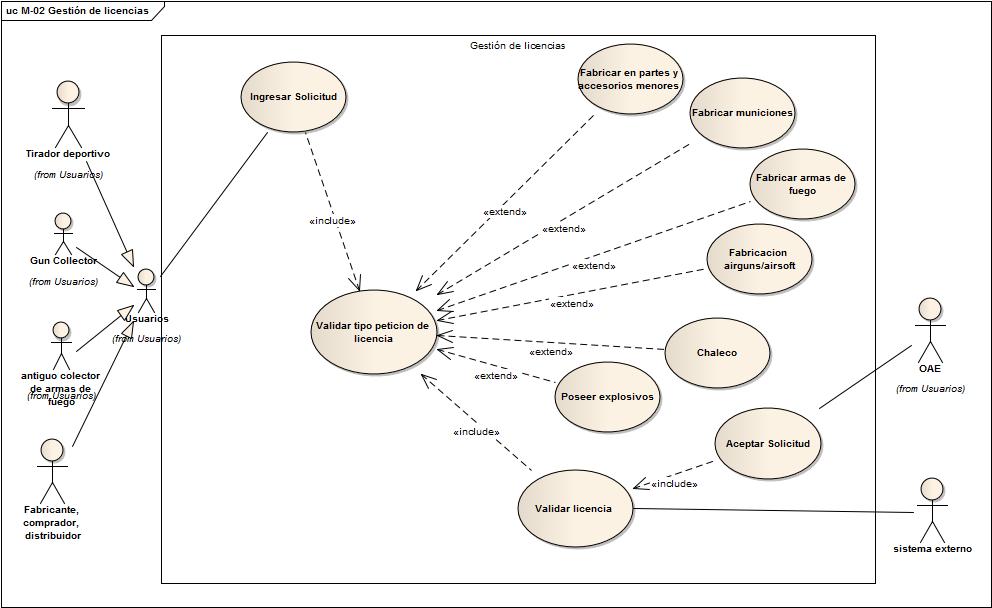 uc M-02 Gestión de licencias
Gestión de licencias
Tirador deportivo
(from Usuarios)
Gun Collector
(from Usuarios)
Usuarios
(from Usuarios)
antiguo colector
de armas de
fuego
(from Usuarios)
Fabricante,
comprador,
distribuidor
Ingresar Solicitud
«include»
Validar tipo peticion de
licencia
Fabricar en partes y
accesorios menores
«extend»
Fabricar municiones
«extend»
Fabricar armas de
fuego
«extend»
Fabricacion
airguns/airsoft
«extend»
Chaleco
«extend»
Poseer explosivos
«extend»
Aceptar Solicitud
«include»
Validar licencia
«include»
OAE
(from Usuarios)
sistema externo